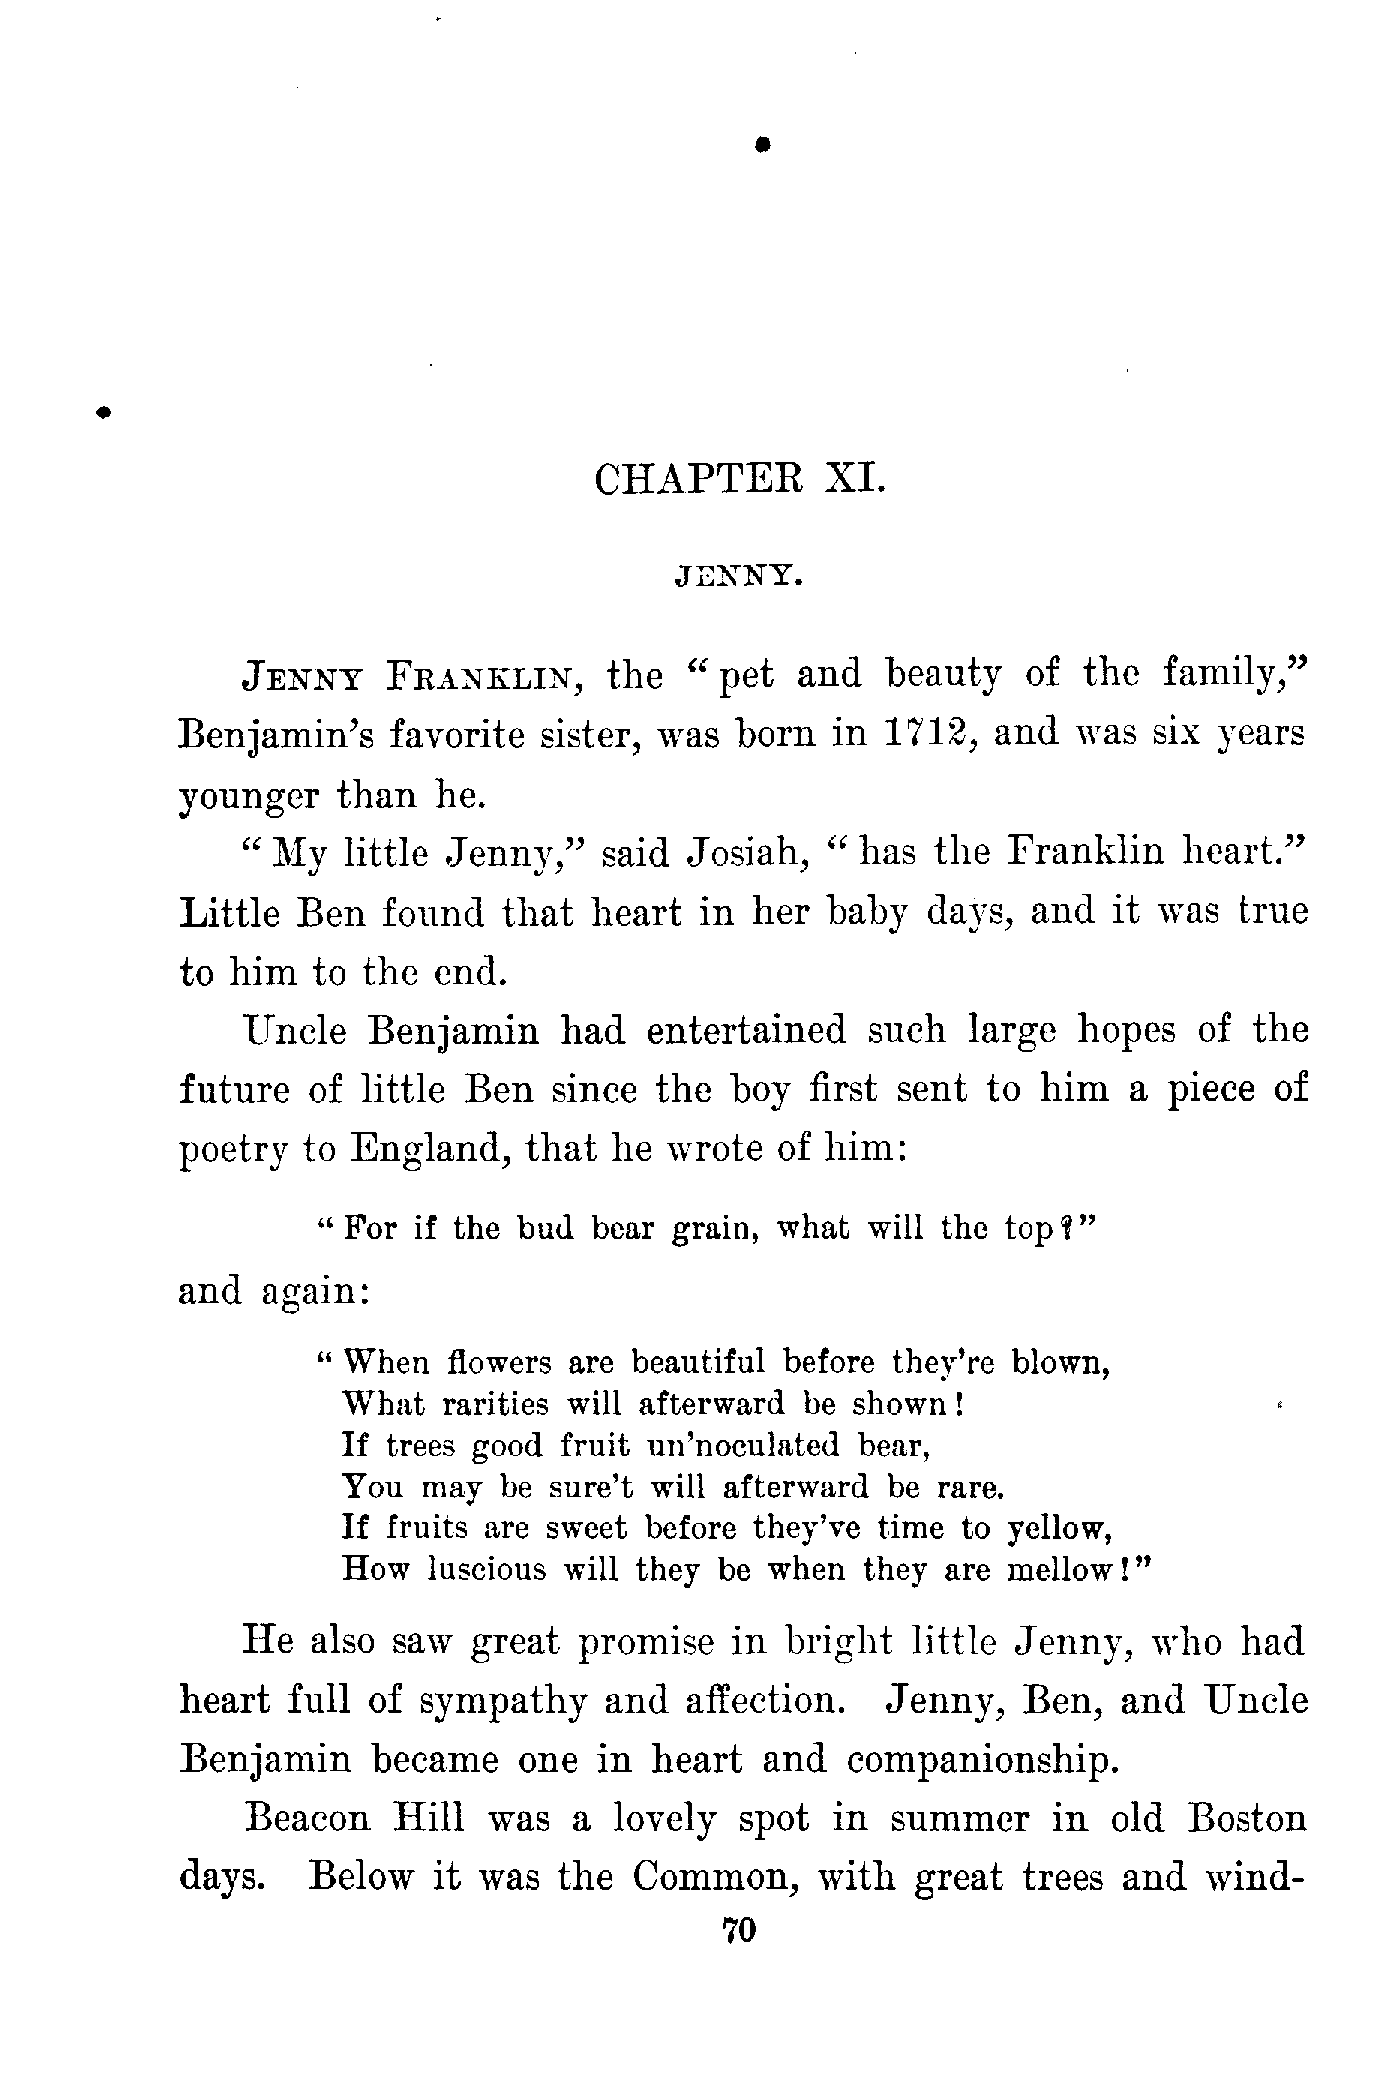 CHAPTER XI.
JENNY.
JENNY FRANKLIN, the “pet and beauty of the family,”
Benjamin’s favorite sister, was born in 1712, and was six years
younger than he.
“My little Jenny,” said Josiah, “has the Franklin heart.”
Little Ben found that heart in her baby days, and it was true
to him to the end.
Uncle Benjamin had entertained such large hopes of the
future of little Ben since the boy first sent to him a piece of
poetry to England, that he wrote of him:
“For if the bud bear grain, what will the top?”
and again:
“When flowers are beautiful before they’re blown,
What rarities will afterward be shown!
If trees good fruit un’noculated bear,
You may be sure’t will afterward be rare.
If fruits are sweet before they’ve time to yellow,
How luscious will they be when they are mellow!”
He also saw great promise in bright little Jenny, who had
heart full of sympathy and affection. Jenny, Ben, and Uncle
Benjamin became one in heart and companionship.
Beacon Hill was a lovely spot in summer in old Boston
days. Below it was the Common, with great trees and wind-
70